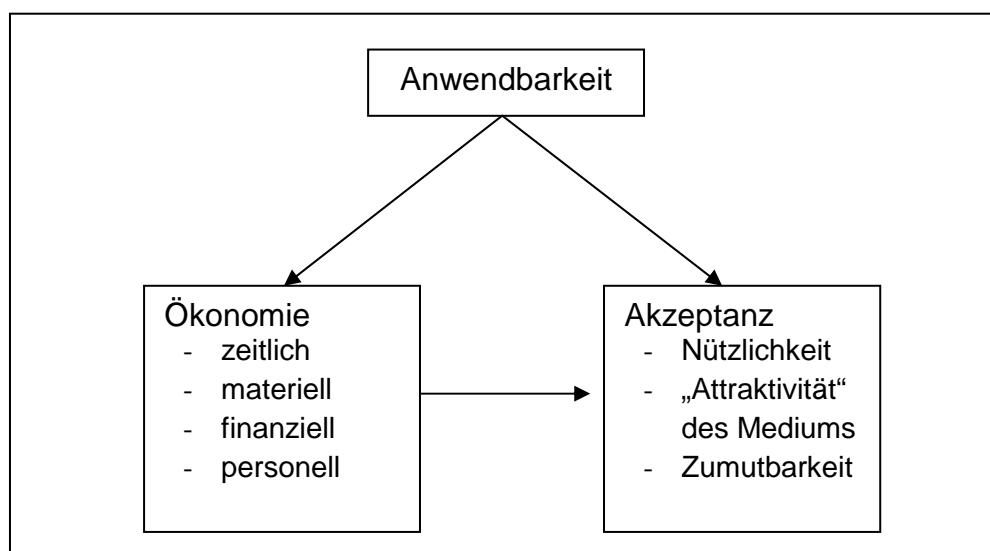 Anwendbarkeit
Ökonomie
- zeitlich
- materiell
- finanziell
- personell
Akzeptanz
- Nützlichkeit
- „Attraktivität“
des Mediums
- Zumutbarkeit